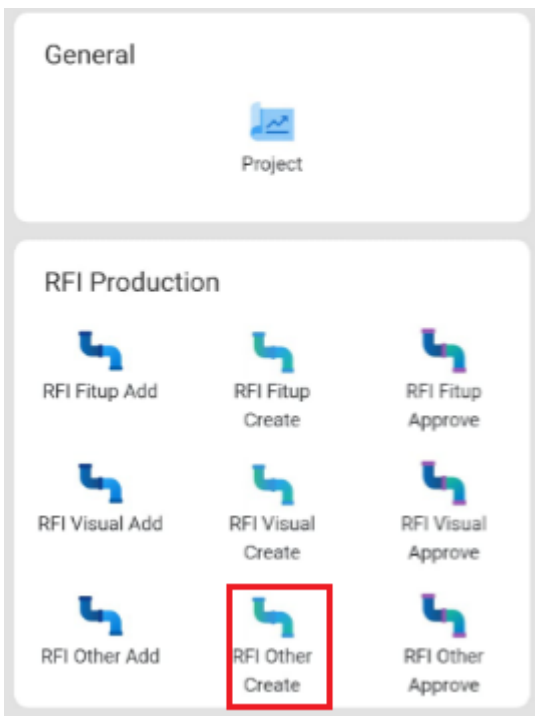 General
Project
RFI Production
RFI Fitup Add
RFI Fitup
Create
RFI Fitup
Approve
RFI Visual Add
RFI Visual
Create
RFI Visual
Approve
RFI Other Add
RFI Other
Create
RFI Other
Approve